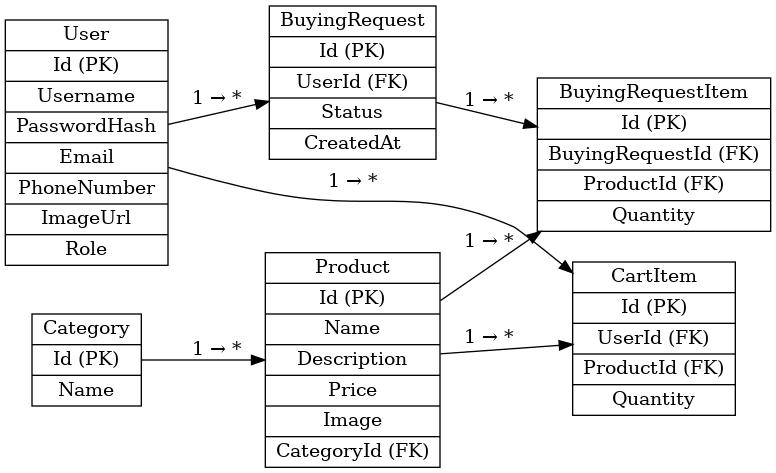 User
Id (PK)
Username
PasswordHash
Email
PhoneNumber
ImageUrl
Role
1 → *
1 → *
BuyingRequest
Id (PK)
UserId (FK)
Status
CreatedAt
1 → *
BuyingRequestItem
Id (PK)
BuyingRequestId (FK)
ProductId (FK)
Quantity
Category
Id (PK)
Name
1 → *
Product
Id (PK)
Name
Description
Price
Image
CategoryId (FK)
1 → *
1 → *
CartItem
Id (PK)
UserId (FK)
ProductId (FK)
Quantity